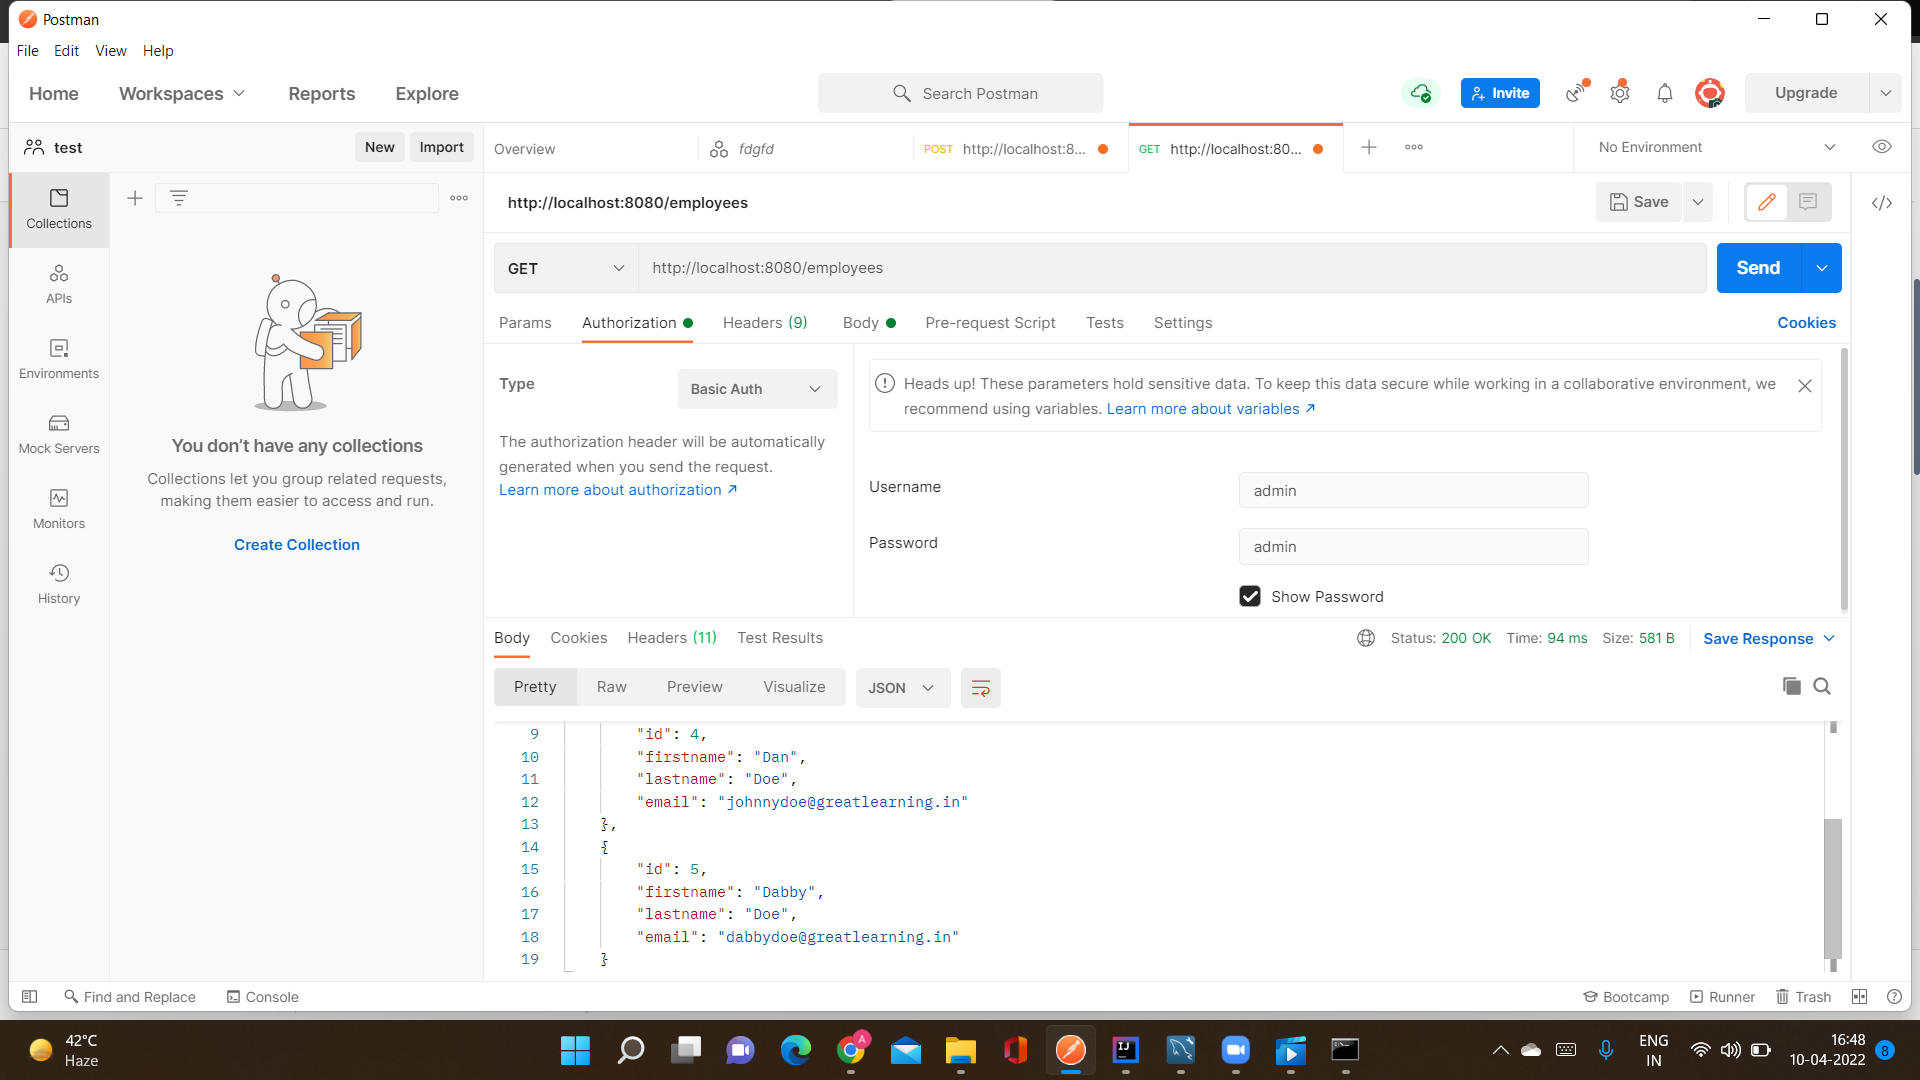 Postman
File Edit View Help
Home Workspaces Reports Explore Search Postman Invite Upgrade
test New Import Overview fdgfd POST http://localhost:8... GET http://localhost:80... No Environment
Collections
http://localhost:8080/employees Save
GET http://localhost:8080/employees Send
APIs
Params Authorization Headers (9) Body Pre-request Script Tests Settings Cookies
Environments
Type Basic Auth
Heads up! These parameters hold sensitive data. To keep this data secure while working in a collaborative environment, we
recommend using variables. Learn more about variables
Mock Servers
You don't have any collections
Collections let you group related requests,
making them easier to access and run.
Create Collection
The authorization header will be automatically
generated when you send the request.
Learn more about authorization
Username admin
Password admin
Show Password
Monitors
History
Body Cookies Headers (11) Test Results Status: 200 OK Time: 94 ms Size: 581 B Save Response
Pretty Raw Preview Visualize JSON
9 "id": 4,
10 "firstname": "Dan",
11 "lastname": "Doe",
12 "email": "johnnydoe@greatlearning.in"
13 },
14 {
15 "id": 5,
16 "firstname": "Dabby",
17 "lastname": "Doe",
18 "email": "dabbydoe@greatlearning.in"
19 }
Find and Replace Console Bootcamp Runner Trash
42°C
Haze
A
IJ
ENG
IN
16:48
10-04-2022
8